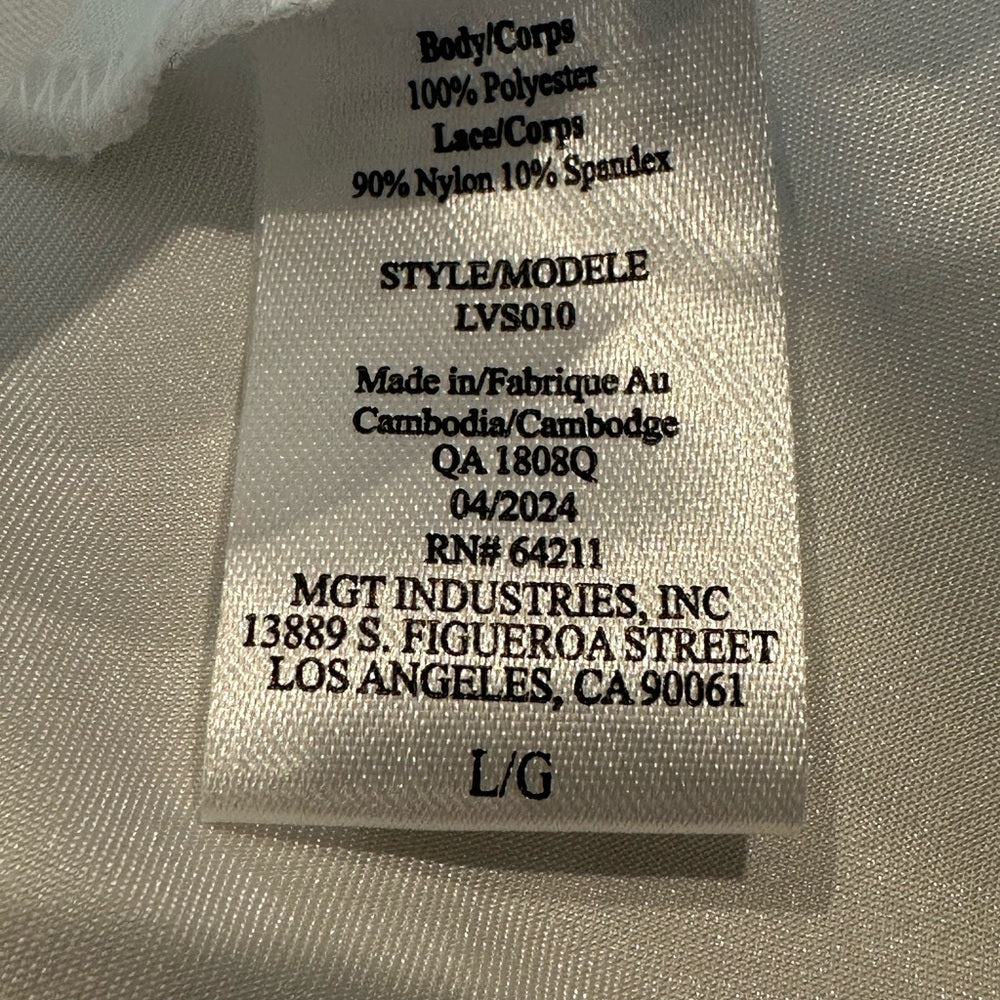 Body/Corps
100% Polyester
Lace/Corps
90% Nylon 10% Spandex
STYLE/MODELE
LVS010
Made in/Fabrique Au
Cambodia/Cambodge
QA 1808Q
04/2024
RN# 64211
MGT INDUSTRIES, INC
13889 S. FIGUEROA STREET
LOS ANGELES, CA 90061
L/G